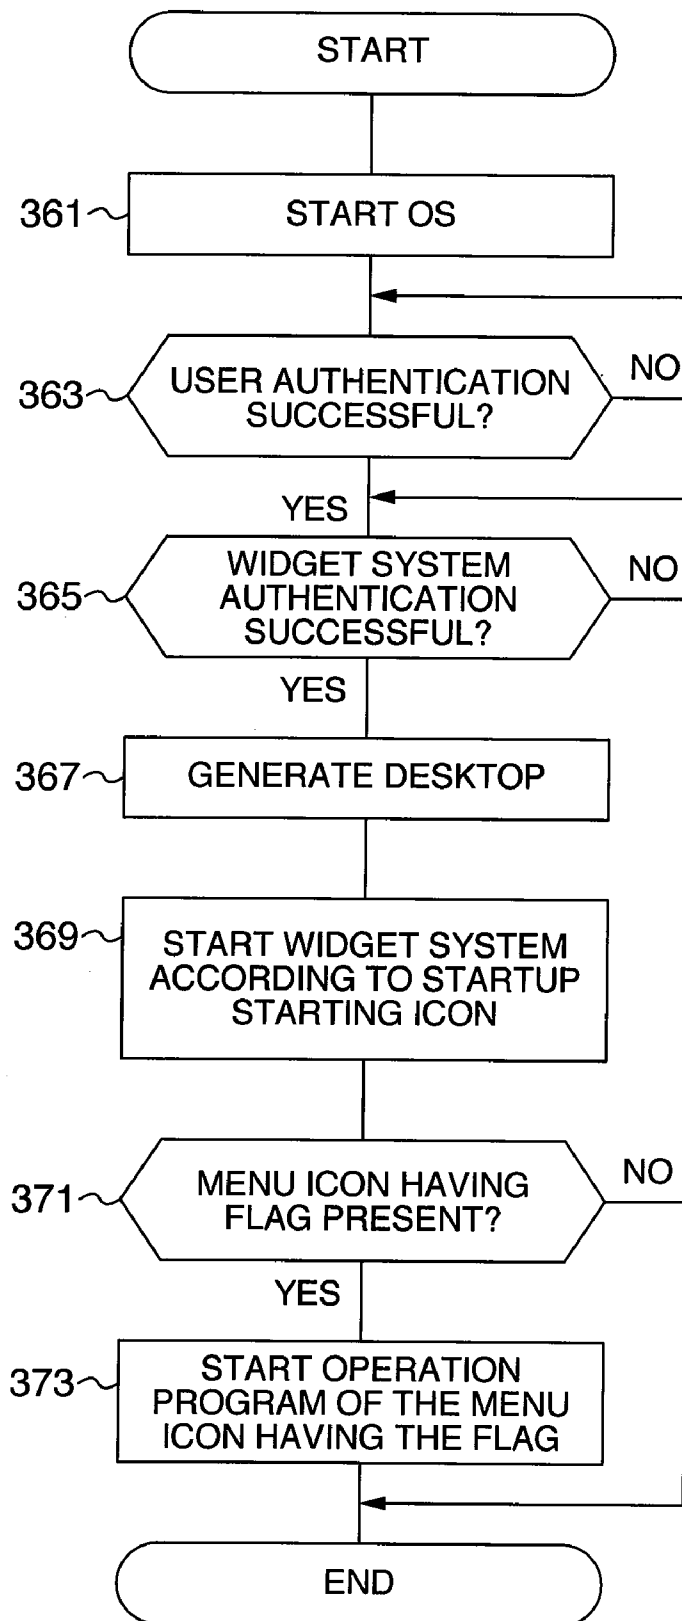 START
361
START OS
363
USER AUTHENTICATION
SUCCESSFUL?
NO
YES
365
WIDGET SYSTEM
AUTHENTICATION
SUCCESSFUL?
NO
YES
367
GENERATE DESKTOP
369
START WIDGET SYSTEM
ACCORDING TO STARTUP
STARTING ICON
371
MENU ICON HAVING
FLAG PRESENT?
NO
YES
373
START OPERATION
PROGRAM OF THE MENU
ICON HAVING THE FLAG
END